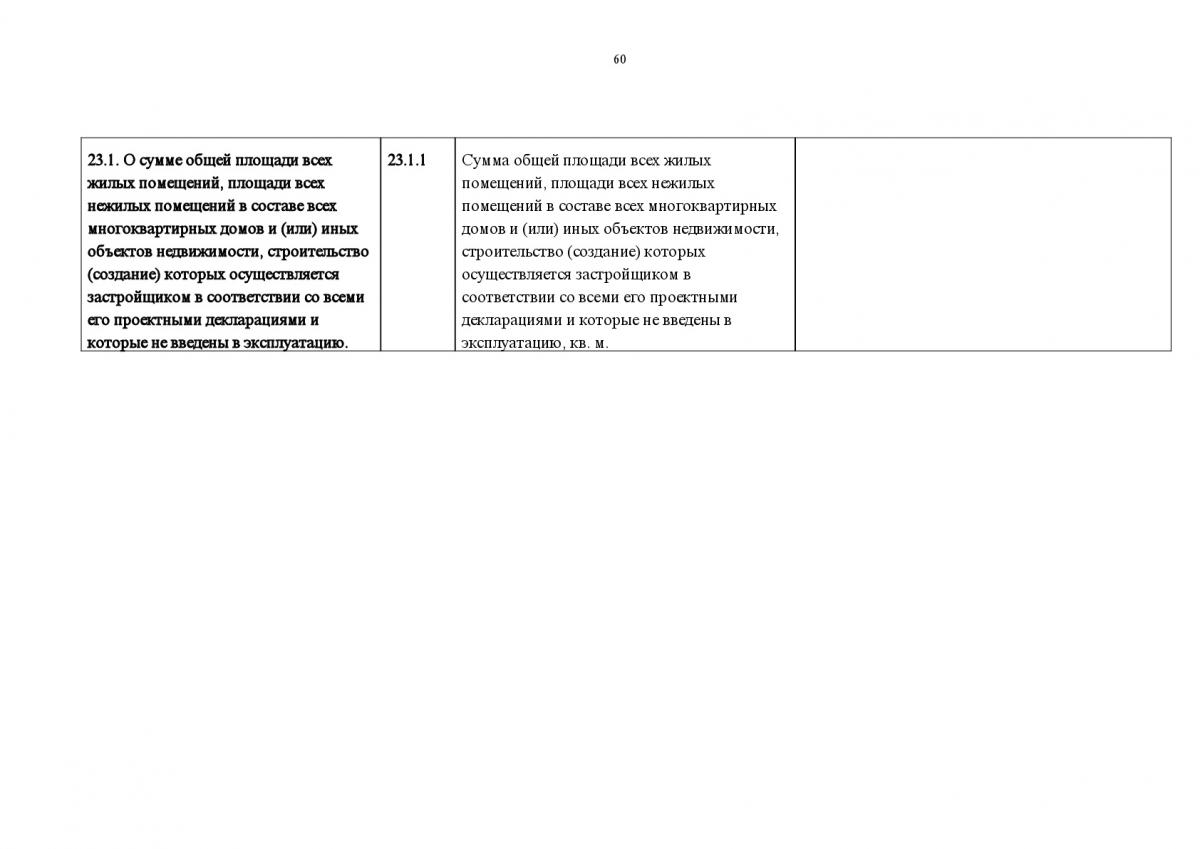 60
23.1. О сумме общей площади всех
жилых помещений, площади всех
нежилых помещений в составе всех
многоквартирных домов и (или) иных
объектов недвижимости, строительство
(создание) которых осуществляется
застройщиком в соответствии со всеми
его проектными декларациями и
которые не введены в эксплуатацию.
23.1.1
Сумма общей площади всех жилых
помещений, площади всех нежилых
помещений в составе всех многоквартирных
домов и (или) иных объектов недвижимости,
строительство (создание) которых
осуществляется застройщиком в
соответствии со всеми его проектными
декларациями и которые не введены в
эксплуатацию, кв. м.